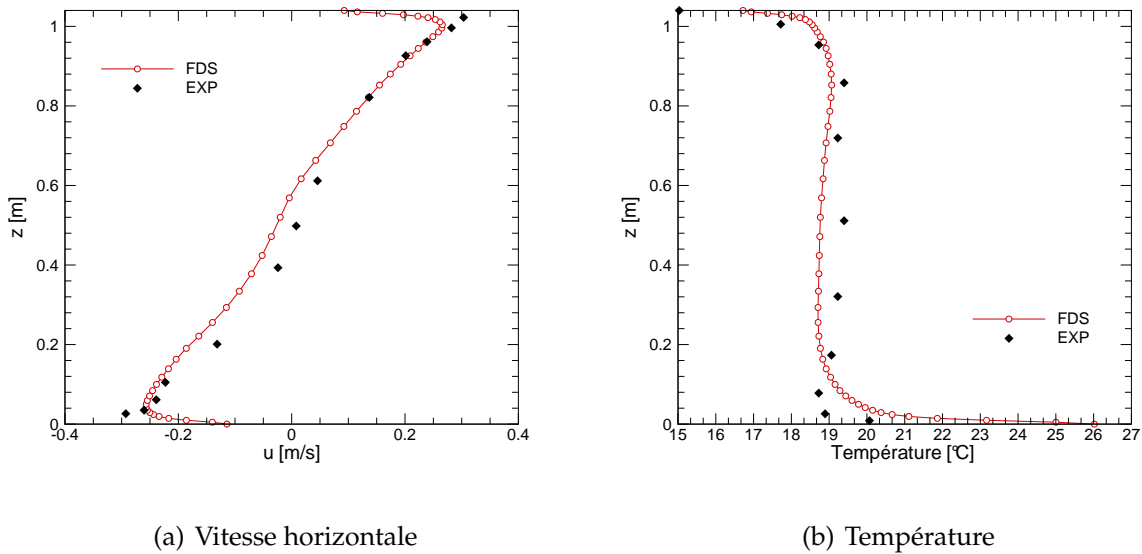 1
0.8
0.6
0.4
0.2
0
z [m]
FDS
EXP
-0.4
-0.2
0
0.2
0.4
u [m/s]
1
0.8
0.6
0.4
0.2
0
z [m]
FDS
EXP
15 16 17 18 19 20 21 22 23 24 25 26 27
Température [°C]
(a) Vitesse horizontale
(b) Température